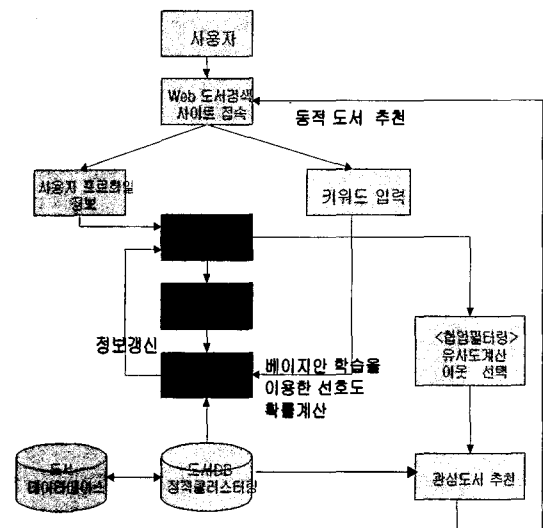 사용자
Web 도서검색
사이트 접속
동적 도서 추천
사용자 프로파일
정보
키워드 입력
정보갱신
베이지안 학습을
이용한 선호도
확률계산
<협업필터링>
유사도계산
이웃 선택
도서
데이터베이스
도서DB
정적클러스터링
관심도서 추천